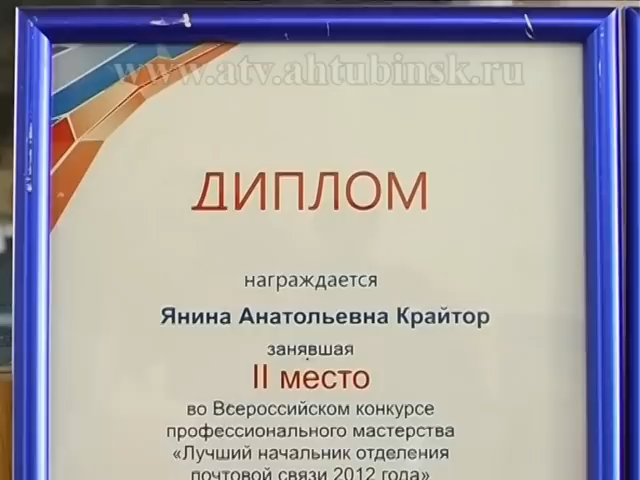 www.atv.ahtubinsk.ru
ДИПЛОМ
награждается
Янина Анатольевна Крайтор
занявшая
II место
во Всероссийском конкурсе
профессионального мастерства
«Лучший начальник отделения
почтовой связи 2012 года»